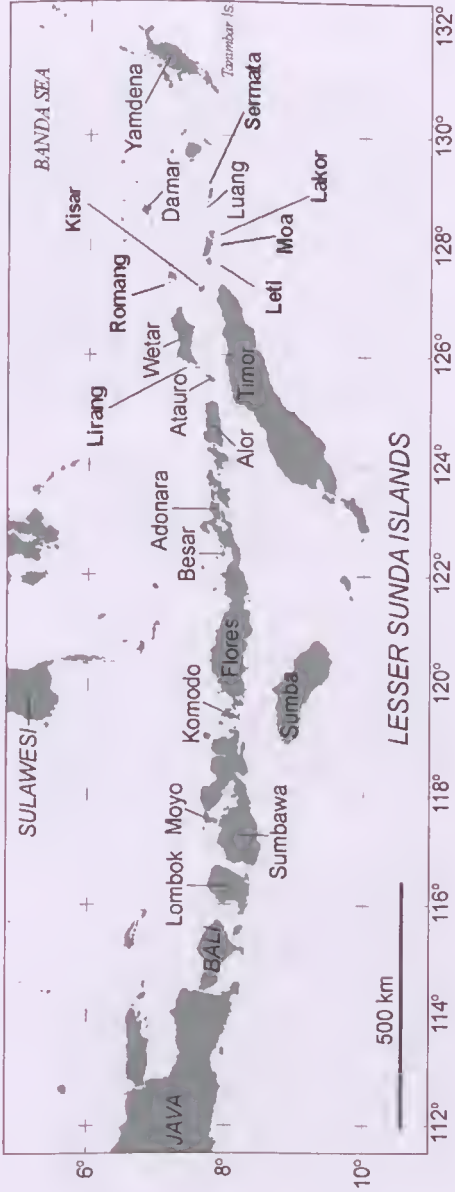 SULAWESI
BANDA SEA
JAVA
BALI
Lombok
Moyo
Sumbawa
Komodo
Flores
Sumba
Besar
Adonara
Alor
Atauro
Lirang
Wetar
Timor
Romang
Kisar
Leti
Moa
Lakor
Luang
Sermata
Damar
Yamdena
Tanimbar Is.
LESSER SUNDA ISLANDS
500 km
6°
8°
10°
112° 114° 116° 118° 120° 122° 124° 126° 128° 130° 132°